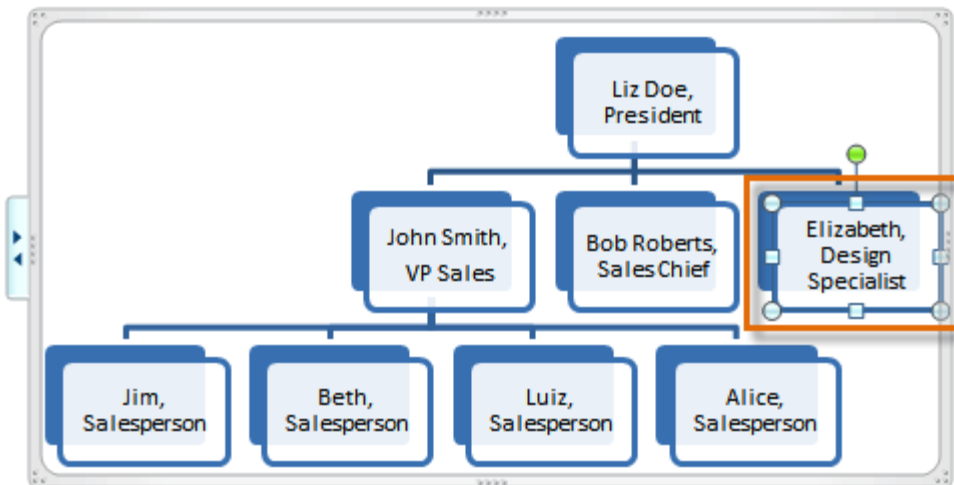 Liz Doe,
President
John Smith,
VP Sales
Bob Roberts,
Sales Chief
Elizabeth,
Design
Specialist
Jim,
Salesperson
Beth,
Salesperson
Luiz,
Salesperson
Alice,
Salesperson